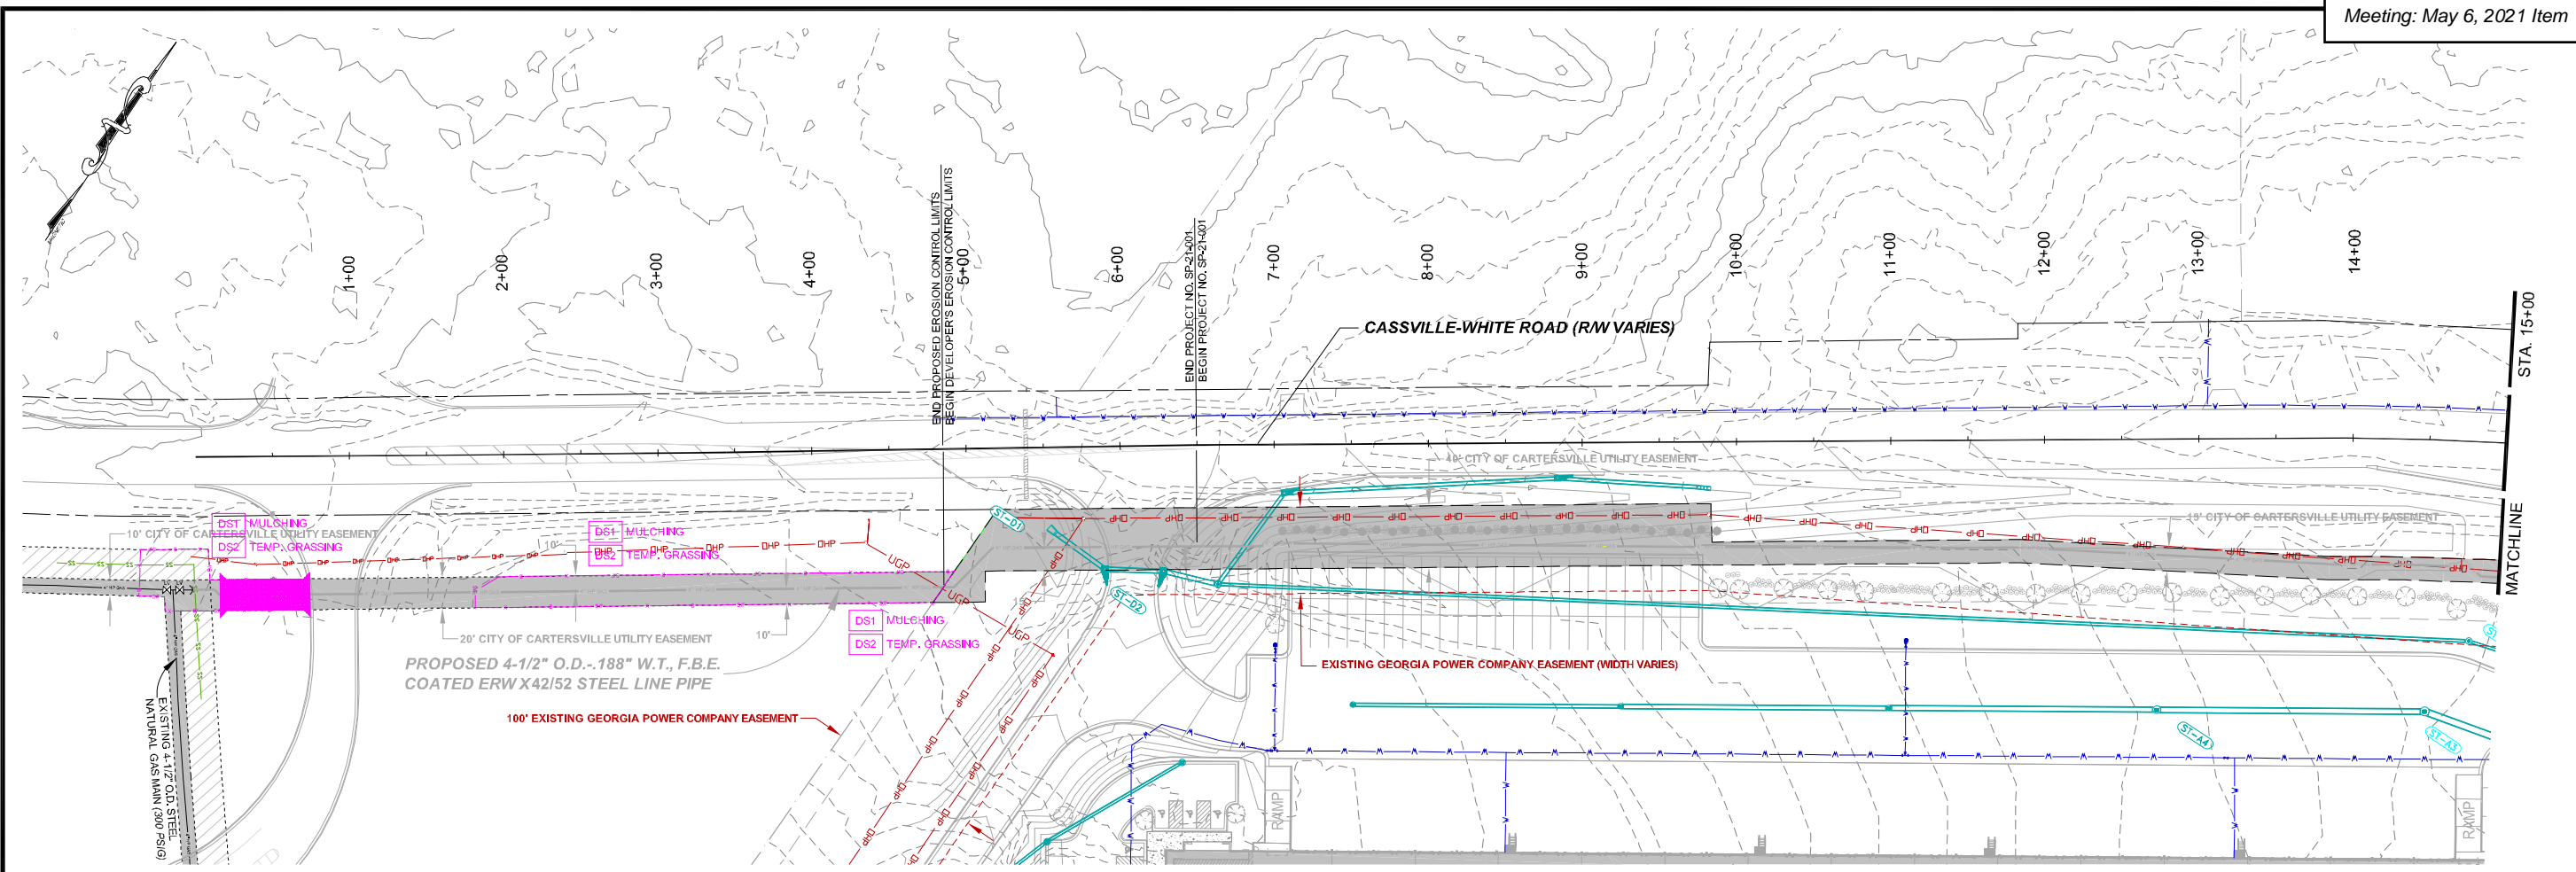 Meeting: May 6, 2021 Item
1+00
2+00
3+00
4+00
5+00
6+00
7+00
8+00
9+00
10+00
11+00
12+00
13+00
14+00
END PROPOSED EROSION CONTROL LIMITS
BEGIN DEVELOPER'S EROSION CONTROL LIMITS
END PROJECT NO. SP-21-001
BEGIN PROJECT NO. SP-21-001
CASSVILLE-WHITE ROAD (R/W VARIES)
STA. 15+00
MATCHLINE
40' CITY OF CARTERSVILLE UTILITY EASEMENT
DS1 MULCHING
10' CITY OF CARTERSVILLE UTILITY EASEMENT
DS2 TEMP. GRASSING
DS1 MULCHING
10'
DS2 TEMP. GRASSING
OHP
UGP
ST-D1
ST-D2
20' CITY OF CARTERSVILLE UTILITY EASEMENT
10'
DS1 MULCHING
DS2 TEMP. GRASSING
PROPOSED 4-1/2" O.D.-.188" W.T., F.B.E.
COATED ERW X42/52 STEEL LINE PIPE
EXISTING 4-1/2" O.D. STEEL
NATURAL GAS MAIN (300 PSIG)
100' EXISTING GEORGIA POWER COMPANY EASEMENT
EXISTING GEORGIA POWER COMPANY EASEMENT (WIDTH VARIES)
ST-A4
ST-A3
RAMP
RAMP